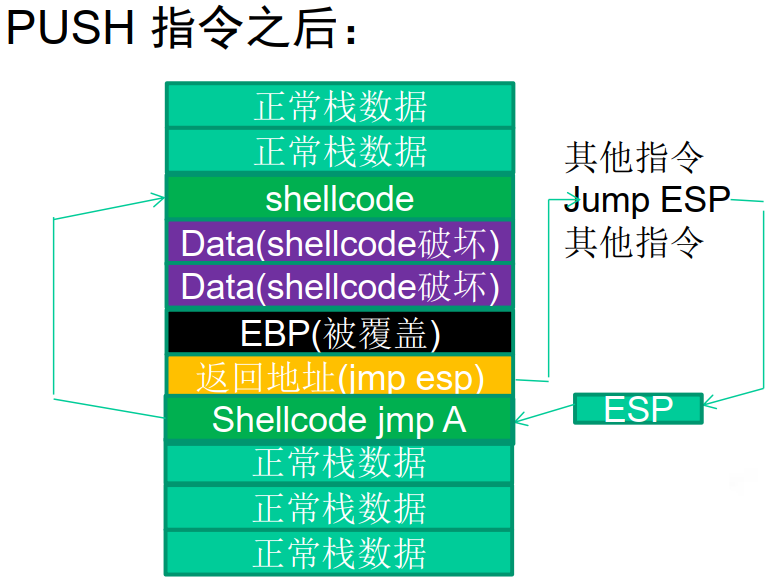 PUSH 指令之后：
正常栈数据
正常栈数据
shellcode
Data(shellcode破坏)
Data(shellcode破坏)
EBP(被覆盖)
返回地址(jmp esp)
Shellcode jmp A
正常栈数据
正常栈数据
正常栈数据
其他指令
Jump ESP
其他指令
ESP